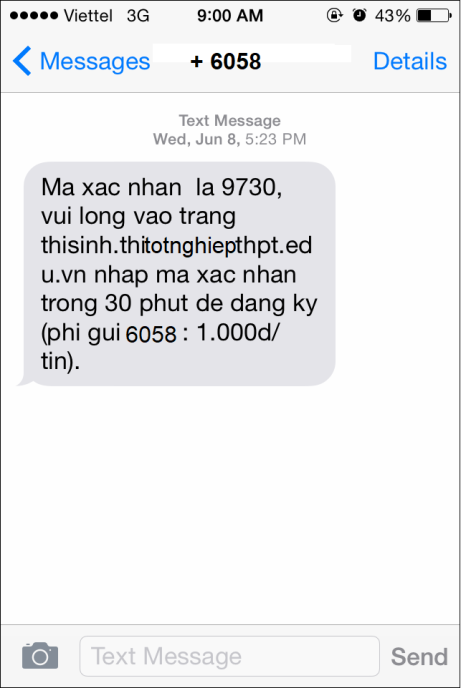 Viettel 3G 9:00 AM 43%
Messages + 6058 Details
Text Message
Wed, Jun 8, 5:23 PM
Ma xac nhan la 9730,
vui long vao trang
thisinh.thitotnghiepthpt.ed
u.vn nhap ma xac nhan
trong 30 phut de dang ky
(phi gui 6058 : 1.000d/
tin).
Text Message Send